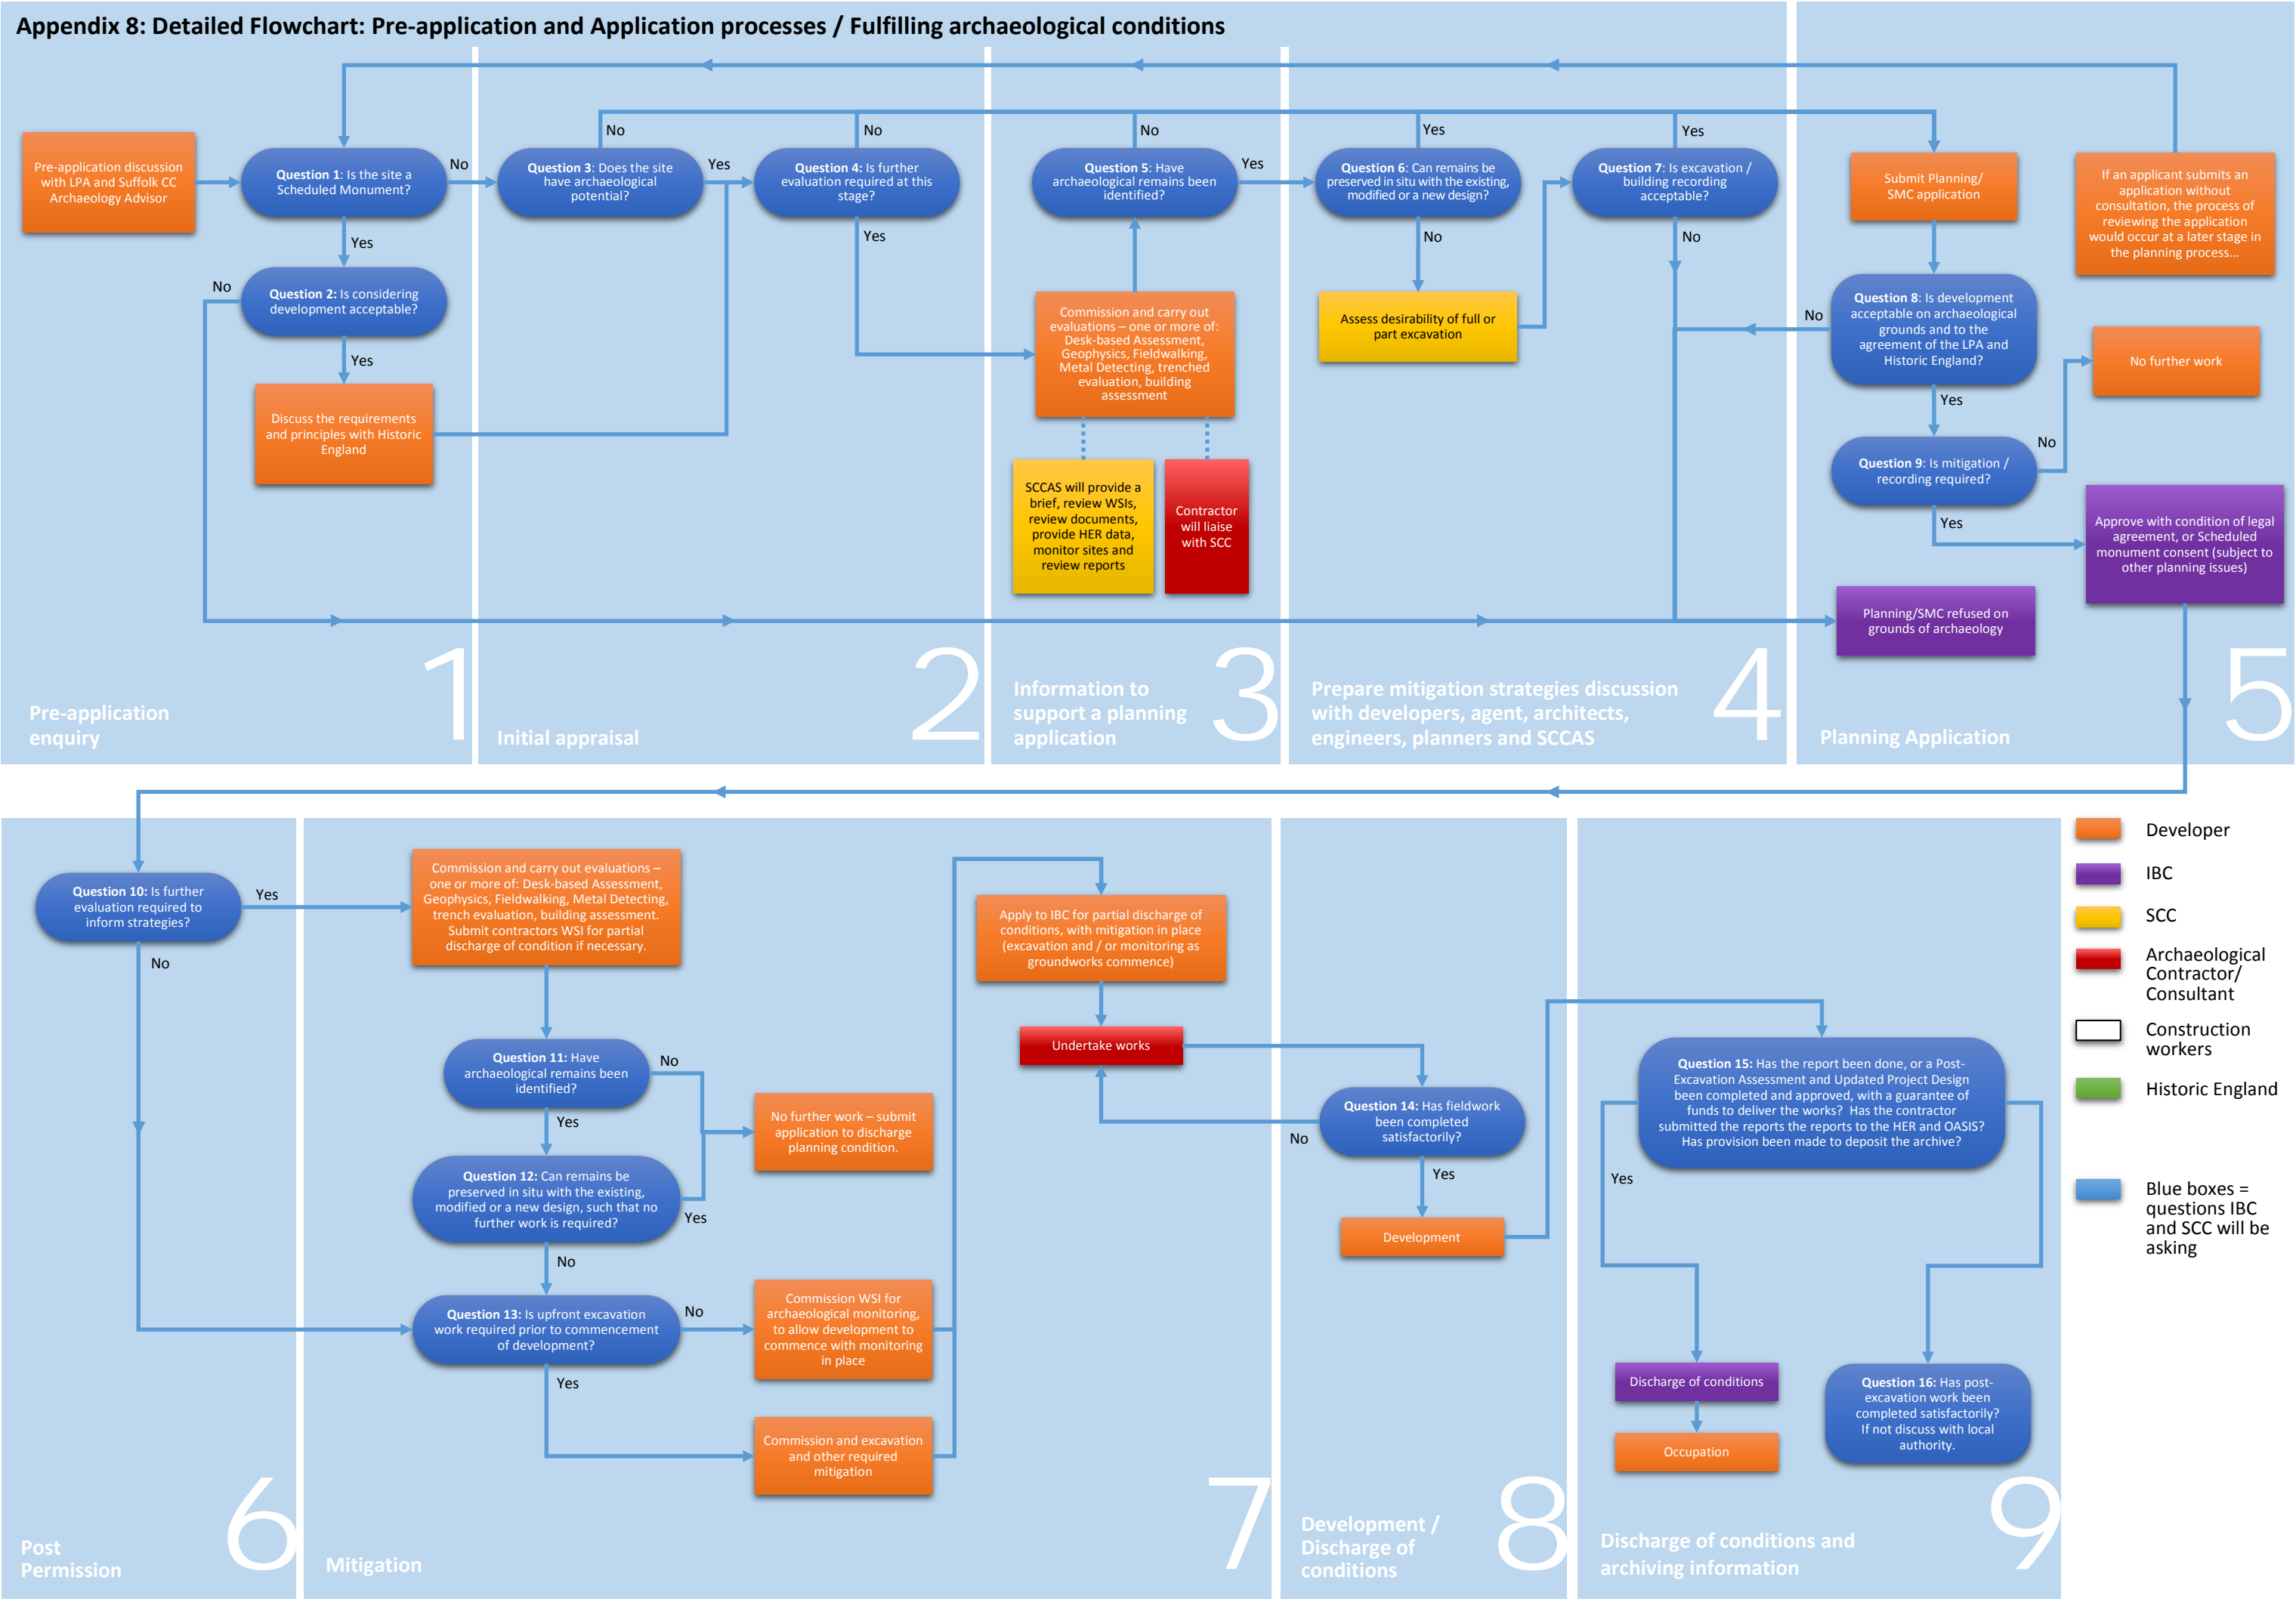 Appendix 8: Detailed Flowchart: Pre-application and Application processes / Fulfilling archaeological conditions
Pre-application discussion
with LPA and Suffolk CC
Archaeology Advisor
Question 1: Is the site a
Scheduled Monument?
No
Yes
Question 2: Is considering
development acceptable?
No
Yes
Discuss the requirements
and principles with Historic
England
Pre-application
enquiry
1
No
Question 3: Does the site
have archaeological
potential?
Yes
No
Question 4: Is further
evaluation required at this
stage?
Yes
Initial appraisal
2
No
Question 5: Have
archaeological remains been
identified?
Yes
Commission and carry out
evaluations – one or more of:
Desk-based Assessment,
Geophysics, Fieldwalking,
Metal Detecting, trenched
evaluation, building
assessment
SCCAS will provide a
brief, review WSIs,
review documents,
provide HER data,
monitor sites and
review reports
Contractor
will liaise
with SCC
Information to
support a planning
application
3
Yes
Question 6: Can remains be
preserved in situ with the existing,
modified or a new design?
No
Assess desirability of full or
part excavation
Yes
Question 7: Is excavation /
building recording
acceptable?
No
Prepare mitigation strategies discussion
with developers, agent, architects,
engineers, planners and SCCAS
4
Submit Planning/
SMC application
If an applicant submits an
application without
consultation, the process of
reviewing the application
would occur at a later stage in
the planning process...
Question 8: Is development
acceptable on archaeological
grounds and to the
agreement of the LPA and
Historic England?
No
Yes
No further work
Question 9: Is mitigation /
recording required?
No
Yes
Approve with condition of legal
agreement, or Scheduled
monument consent (subject to
other planning issues)
Planning/SMC refused on
grounds of archaeology
Planning Application
5
Question 10: Is further
evaluation required to
inform strategies?
Yes
No
Post
Permission
6
Commission and carry out evaluations –
one or more of: Desk-based Assessment,
Geophysics, Fieldwalking, Metal Detecting,
trench evaluation, building assessment.
Submit contractors WSI for partial
discharge of condition if necessary.
Question 11: Have
archaeological remains been
identified?
No
Yes
No further work – submit
application to discharge
planning condition.
Question 12: Can remains be
preserved in situ with the existing,
modified or a new design, such that no
further work is required?
Yes
No
Question 13: Is upfront excavation
work required prior to commencement
of development?
No
Yes
Commission WSI for
archaeological monitoring,
to allow development to
commence with monitoring
in place
Commission and excavation
and other required
mitigation
Apply to IBC for partial discharge of
conditions, with mitigation in place
(excavation and / or monitoring as
groundworks commence)
Undertake works
Mitigation
7
Question 14: Has fieldwork
been completed
satisfactorily?
No
Yes
Development
Development /
Discharge of
conditions
8
Question 15: Has the report been done, or a Post-
Excavation Assessment and Updated Project Design
been completed and approved, with a guarantee of
funds to deliver the works? Has the contractor
submitted the reports the reports to the HER and OASIS?
Has provision been made to deposit the archive?
Yes
Discharge of conditions
Occupation
Question 16: Has post-
excavation work been
completed satisfactorily?
If not discuss with local
authority.
Discharge of conditions and
archiving information
9
Developer
IBC
SCC
Archaeological
Contractor/
Consultant
Construction
workers
Historic England
Blue boxes =
questions IBC
and SCC will be
asking